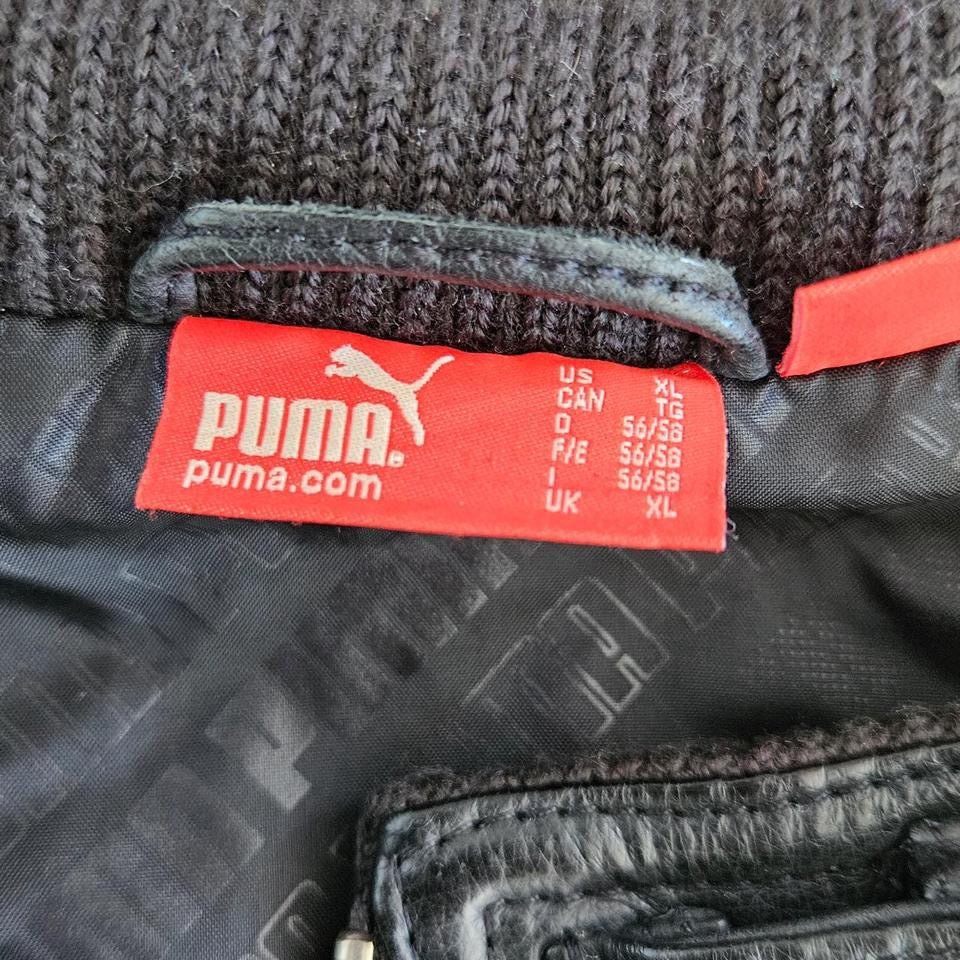 PUMA®
puma.com
US XL
CAN TG
D 56/58
F/E 56/58
I 56/58
UK XL